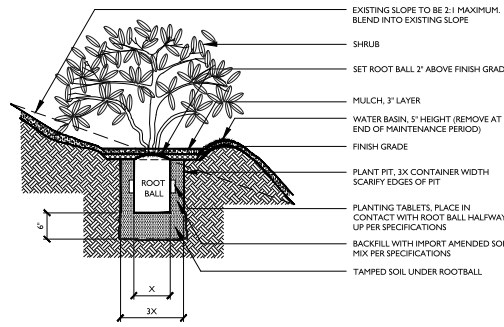 EXISTING SLOPE TO BE 2:1 MAXIMUM.
BLEND INTO EXISTING SLOPE
SHRUB
SET ROOT BALL 2" ABOVE FINISH GRAD
MULCH, 3" LAYER
WATER BASIN, 5" HEIGHT (REMOVE AT
END OF MAINTENANCE PERIOD)
FINISH GRADE
PLANT PIT, 3X CONTAINER WIDTH
SCARIFY EDGES OF PIT
ROOT
BALL
PLANTING TABLETS, PLACE IN
CONTACT WITH ROOT BALL HALFWAY
UP PER SPECIFICATIONS
6"
BACKFILL WITH IMPORT AMENDED SOI
MIX PER SPECIFICATIONS
TAMPED SOIL UNDER ROOTBALL
X
3X